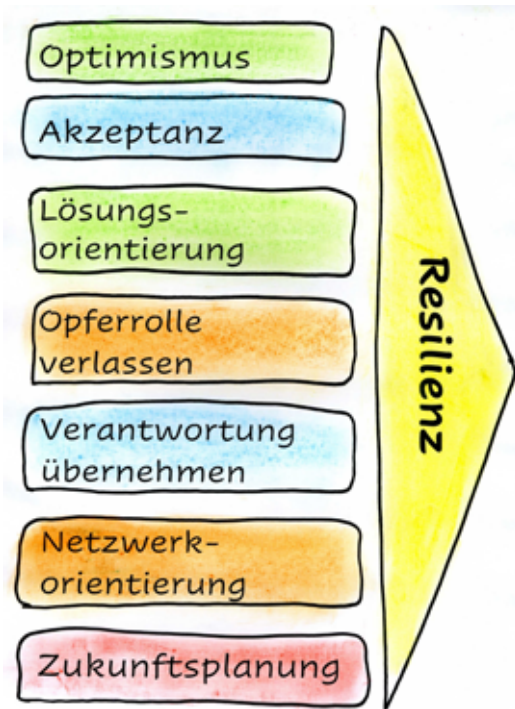 Optimismus
Akzeptanz
Lösungs-
orientierung
Opferrolle
verlassen
Verantwortung
übernehmen
Netzwerk-
orientierung
Zukunftsplanung
Resilienz